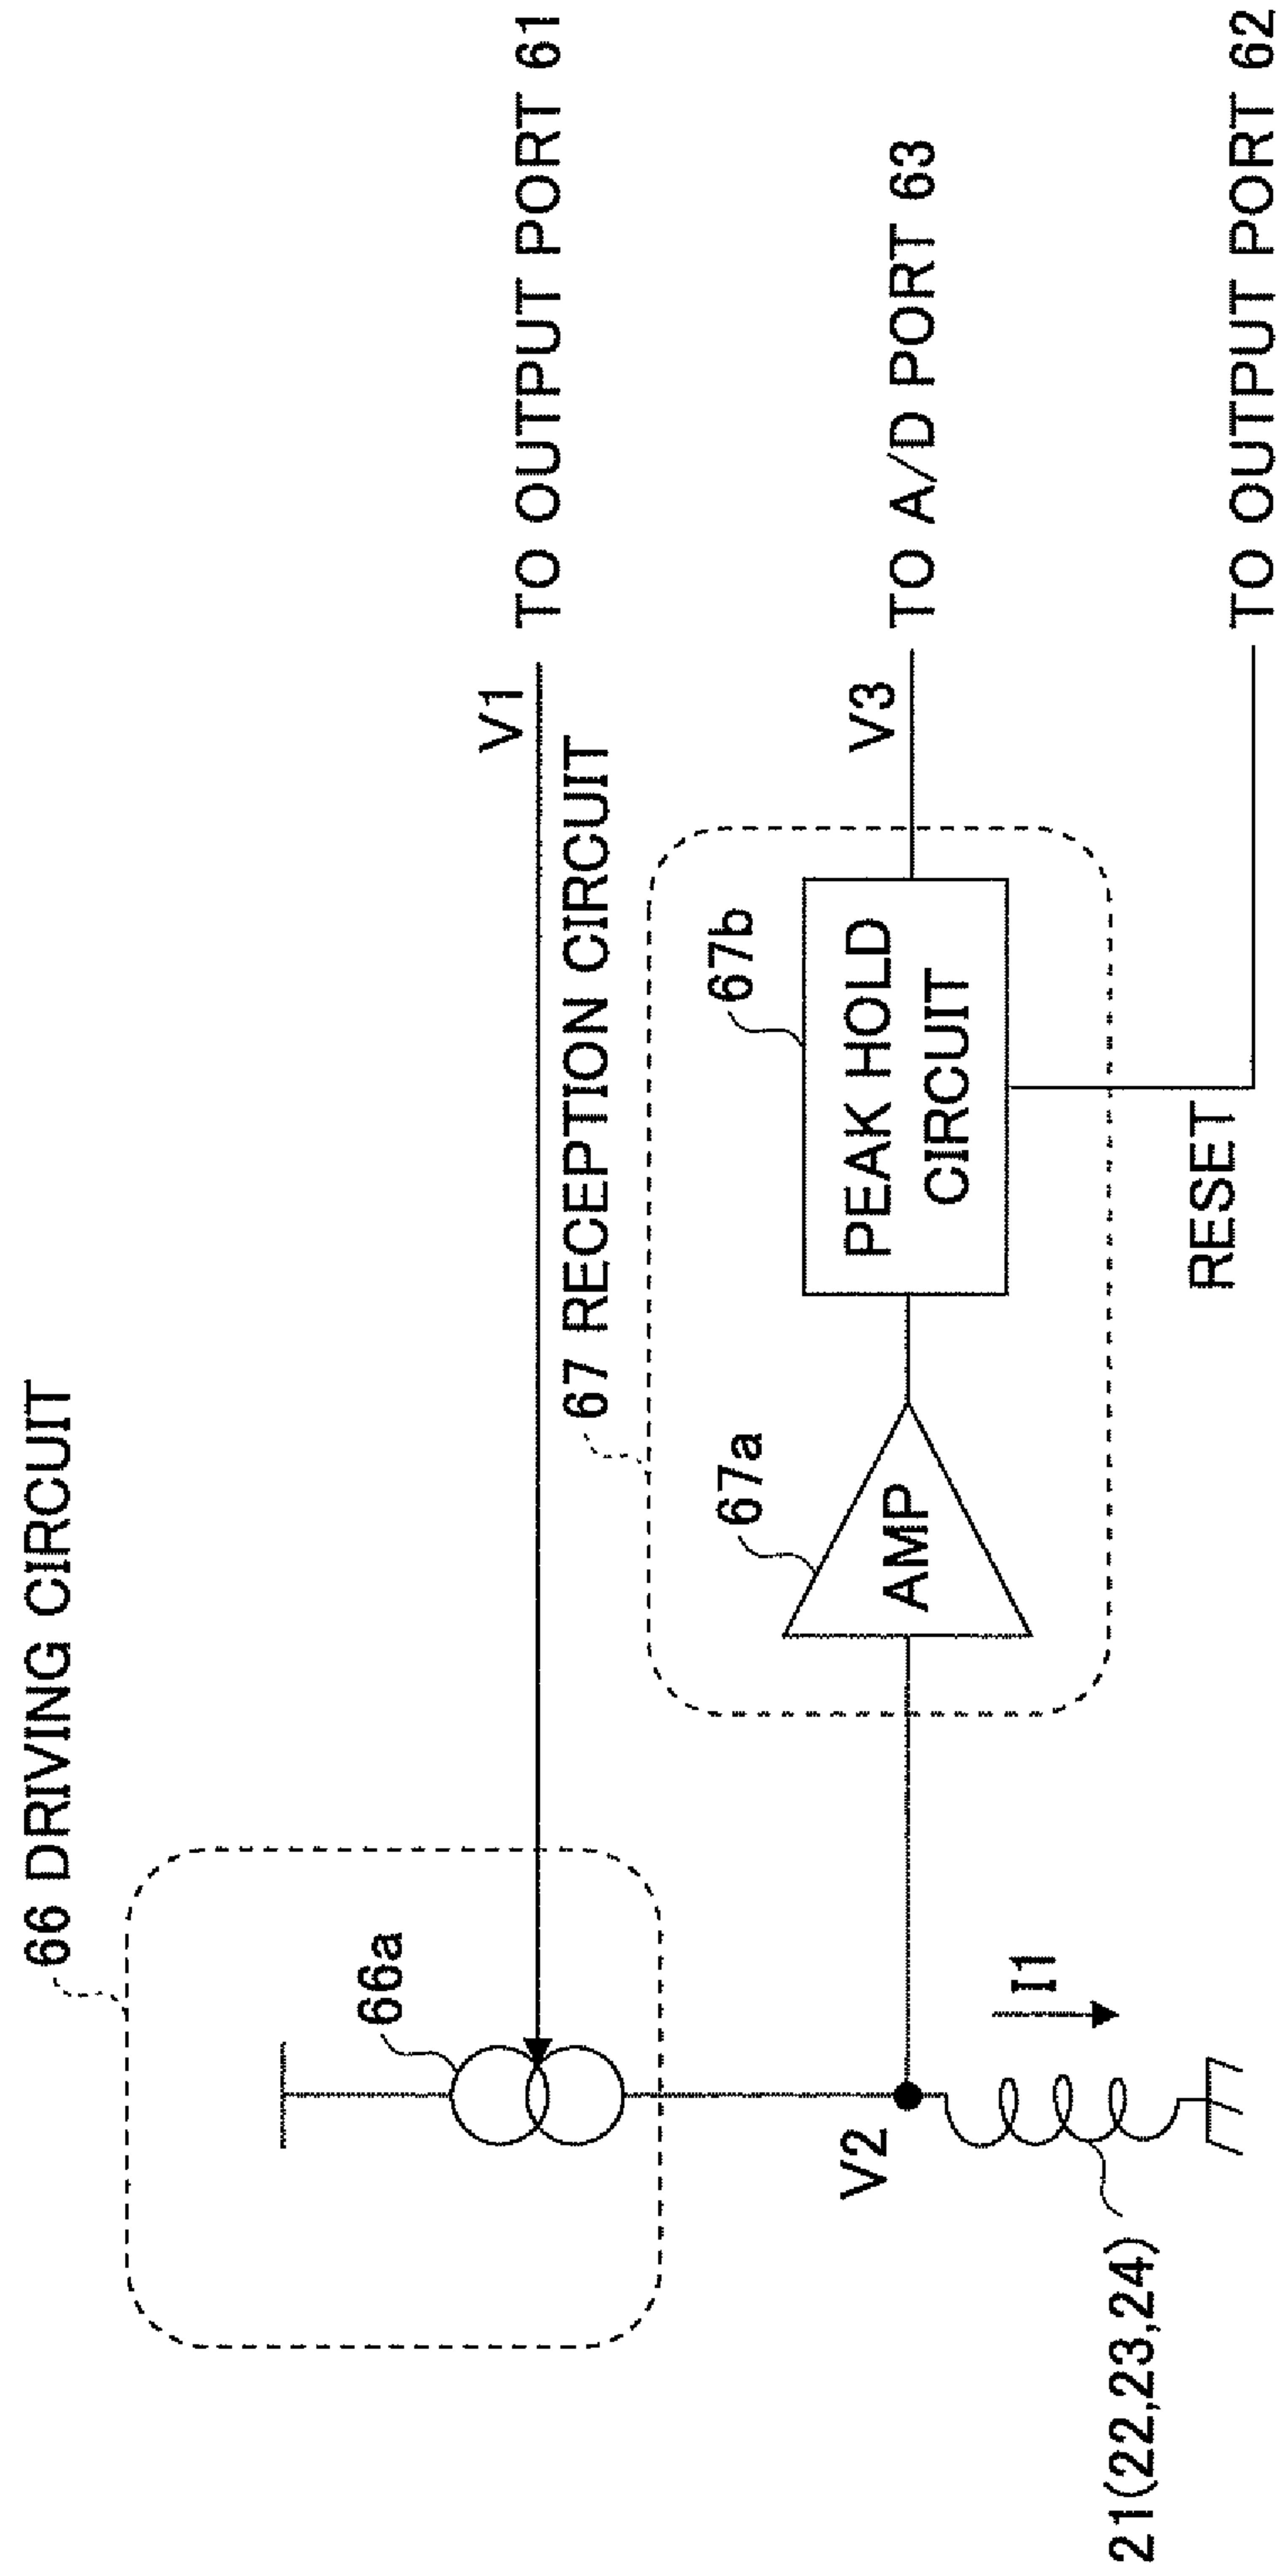 66 DRIVING CIRCUIT
66a
V1
TO OUTPUT PORT 61
67 RECEPTION CIRCUIT
67a
AMP
67b
PEAK HOLD
CIRCUIT
V3
TO A/D PORT 63
V2
I1
RESET
TO OUTPUT PORT 62
21(22,23,24)